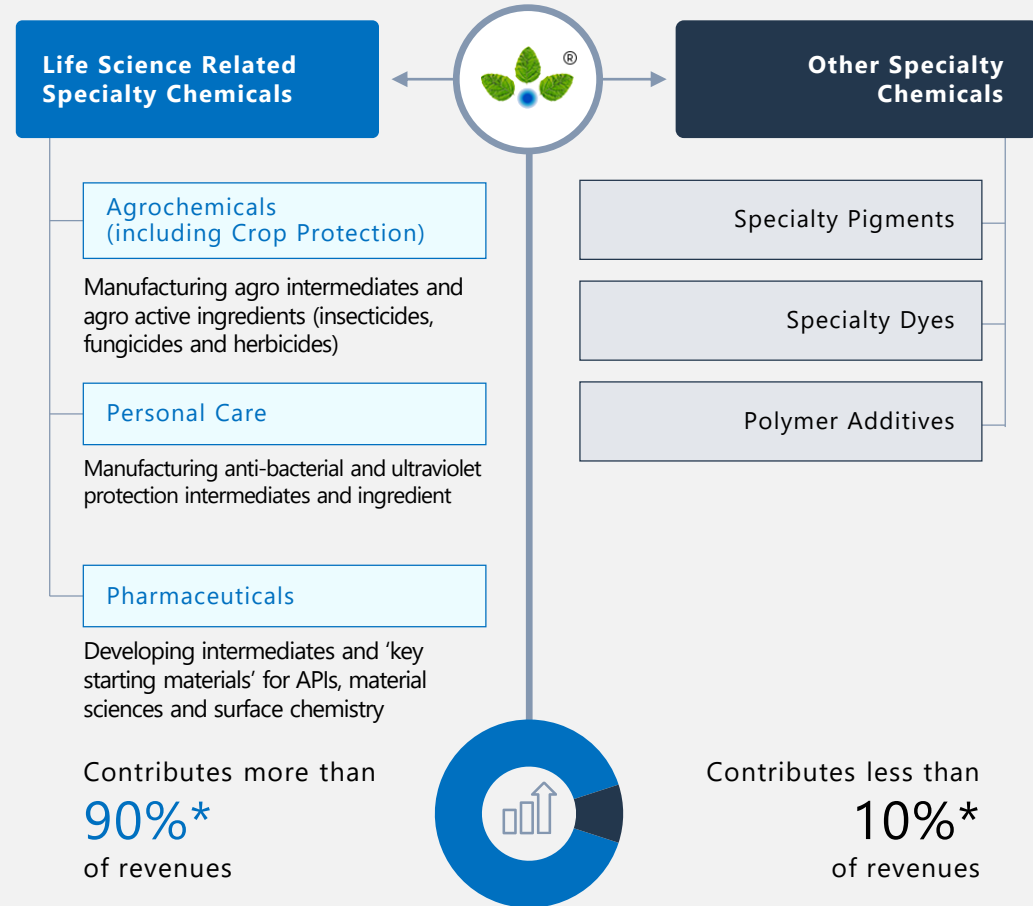 Life Science Related
Specialty Chemicals
®
Other Specialty
Chemicals
Agrochemicals
(including Crop Protection)
Manufacturing agro intermediates and
agro active ingredients (insecticides,
fungicides and herbicides)
Personal Care
Manufacturing anti-bacterial and ultraviolet
protection intermediates and ingredient
Pharmaceuticals
Developing intermediates and ‘key
starting materials’ for APIs, material
sciences and surface chemistry
Contributes more than
90%*
of revenues
Specialty Pigments
Specialty Dyes
Polymer Additives
Contributes less than
10%*
of revenues